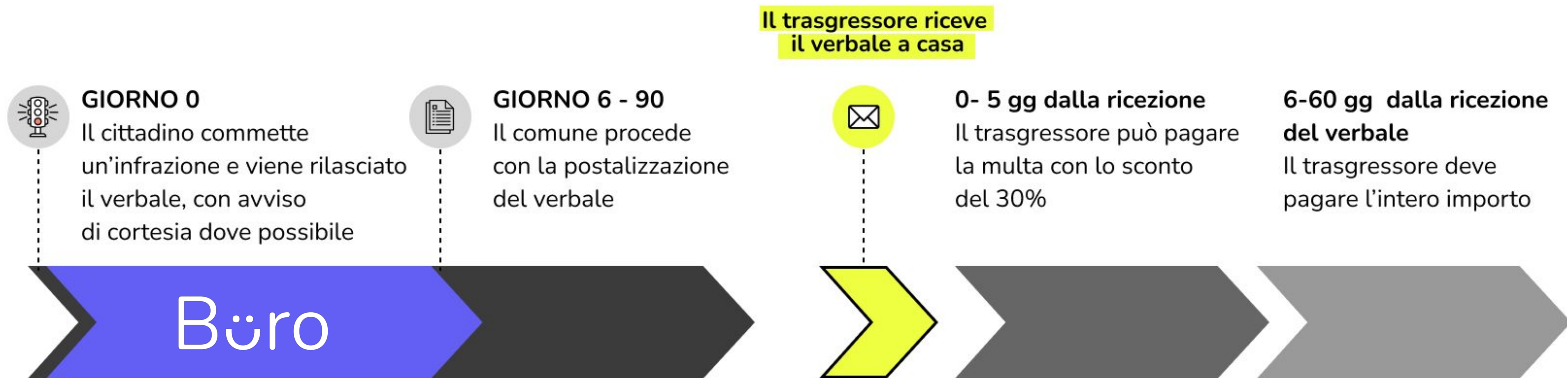 Il trasgressore riceve
il verbale a casa
GIORNO 0
Il cittadino commette
un'infrazione e viene rilasciato
il verbale, con avviso
di cortesia dove possibile
GIORNO 6 - 90
Il comune procede
con la postalizzazione
del verbale
0- 5 gg dalla ricezione
Il trasgressore può pagare
la multa con lo sconto
del 30%
6-60 gg  dalla ricezione
del verbale
Il trasgressore deve
pagare l'intero importo
Büro